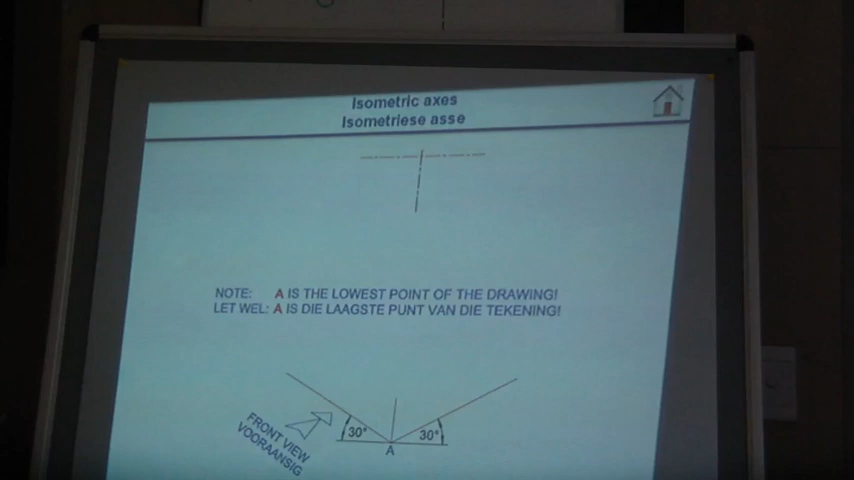 Isometric axes
Isometriese asse
NOTE: A IS THE LOWEST POINT OF THE DRAWING!
LET WEL: A IS DIE LAAGSTE PUNT VAN DIE TEKENING!
FRONT VIEW
VOORAANSIG
30°
30°
A